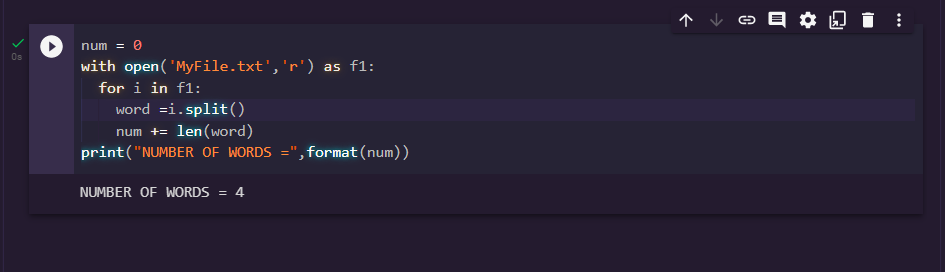 num = 0
with open('MyFile.txt','r') as f1:
  for i in f1:
    word =i.split()
    num += len(word)
print("NUMBER OF WORDS =",format(num))
0s
NUMBER OF WORDS = 4